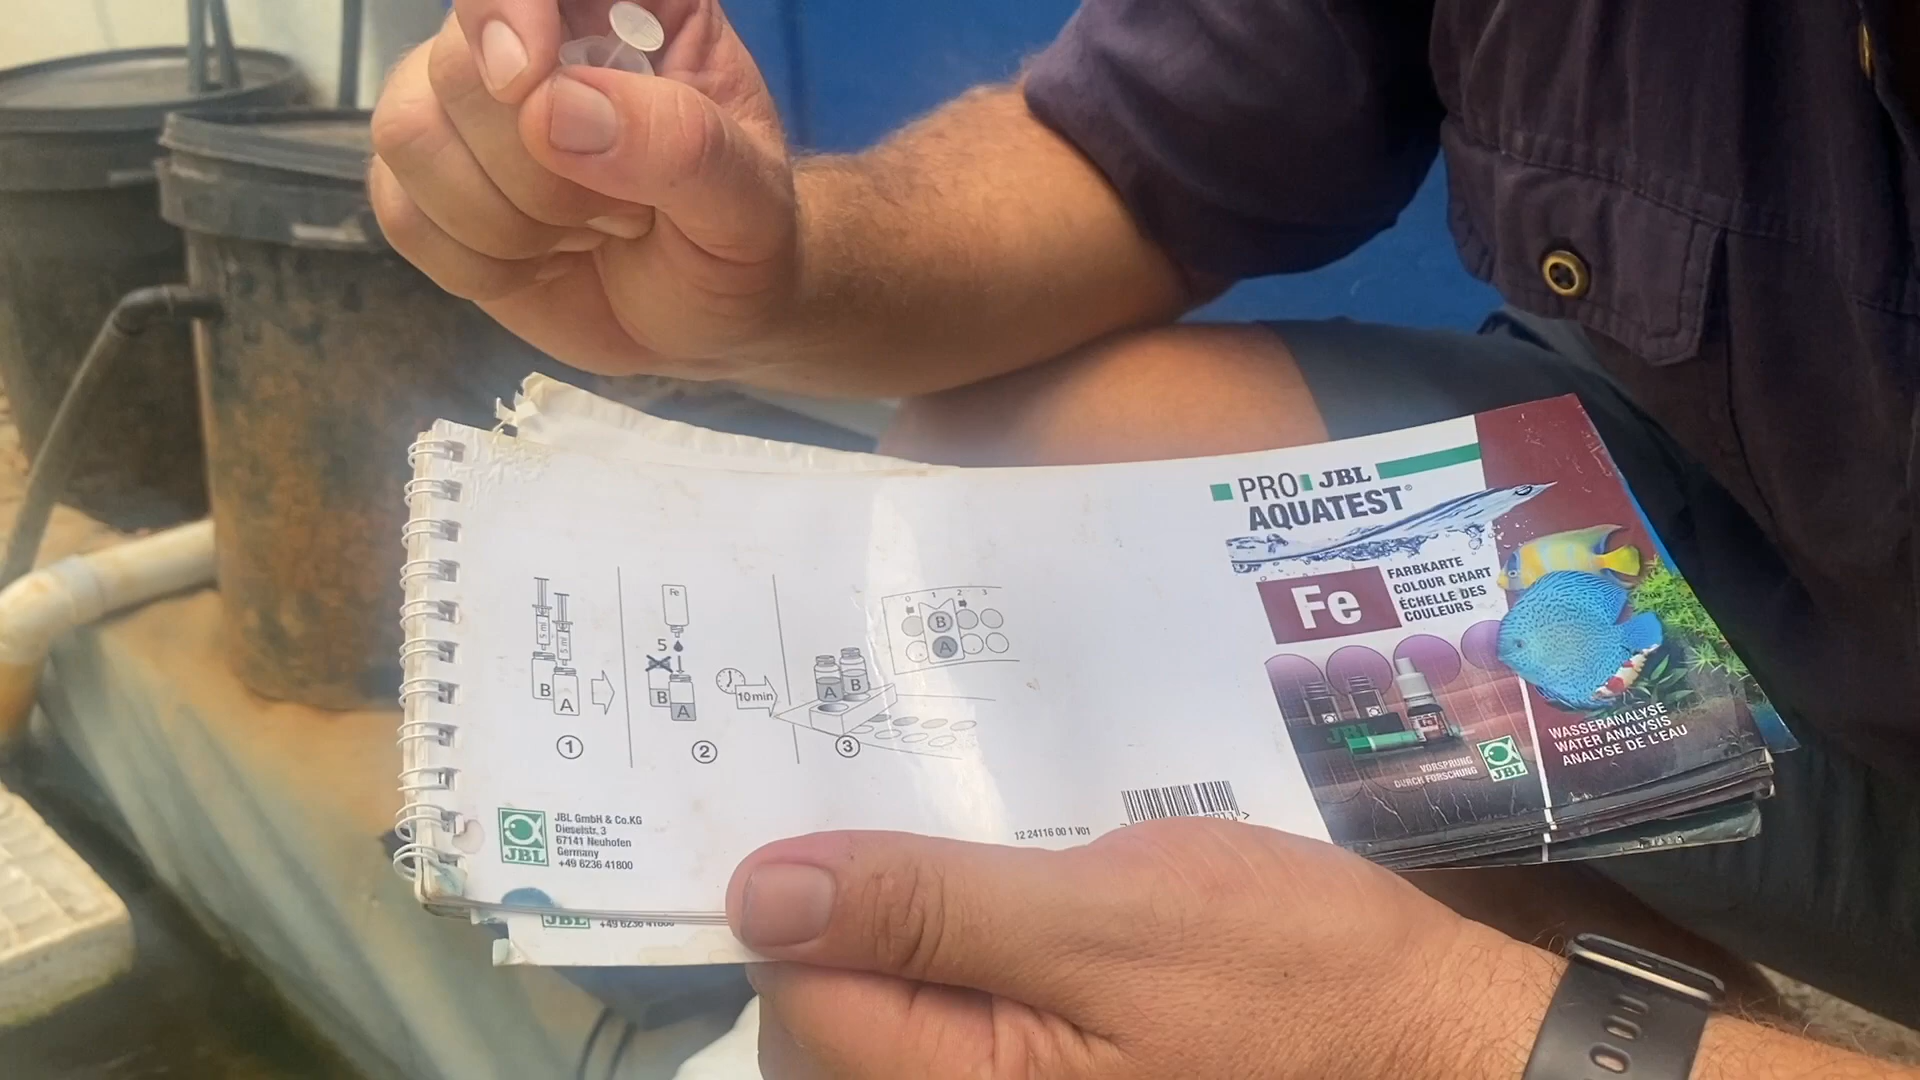 PRO JBL
AQUATEST®
Fe
FARBKARTE
COLOUR CHART
ÉCHELLE DES
COULEURS
0 1 2 3
B
A
Fe
5 ml
5 ml
5
B
A
B
A
10 min
A
B
1
2
3
JBL
VORSPRUNG
DURCH FORSCHUNG
JBL
WASSERANALYSE
WATER ANALYSIS
ANALYSE DE L'EAU
JBL
JBL GmbH & Co.KG
Dieselstr. 3
67141 Neuhofen
Germany
+49 6236 41800
12 24116 00 1 V01
JBL
+49 6236 41800